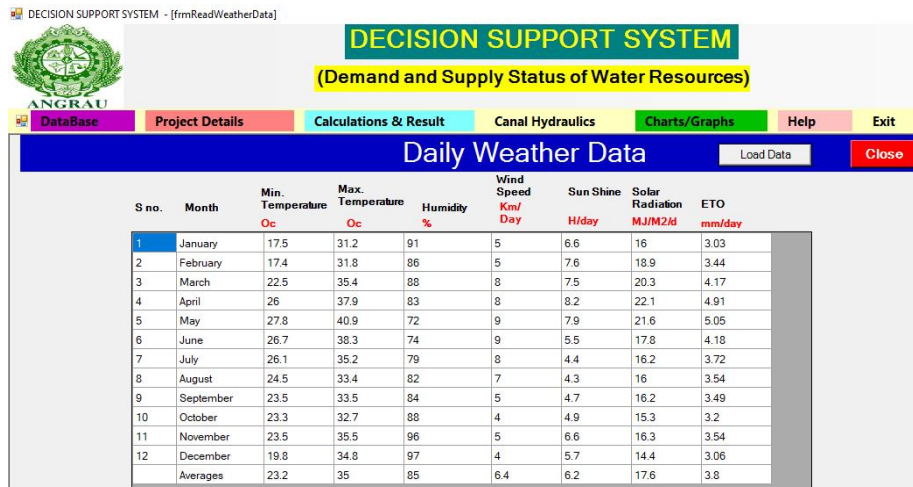 DECISION SUPPORT SYSTEM - [frmReadWeatherData]
DECISION SUPPORT SYSTEM
(Demand and Supply Status of Water Resources)
ANGRAU
DataBase Project Details Calculations & Result Canal Hydraulics Charts/Graphs Help Exit
Daily Weather Data Load Data Close
S no. Month Min. Temperature Oc Max. Temperature Oc Humidity % Wind Speed Km/ Day Sun Shine H/day Solar Radiation MJ/M2/d ETO mm/day
1 January 17.5 31.2 91 5 6.6 16 3.03
2 February 17.4 31.8 86 5 7.6 18.9 3.44
3 March 22.5 35.4 88 8 7.5 20.3 4.17
4 April 26 37.9 83 8 8.2 22.1 4.91
5 May 27.8 40.9 72 9 7.9 21.6 5.05
6 June 26.7 38.3 74 9 5.5 17.8 4.18
7 July 26.1 35.2 79 8 4.4 16.2 3.72
8 August 24.5 33.4 82 7 4.3 16 3.54
9 September 23.5 33.5 84 5 4.7 16.2 3.49
10 October 23.3 32.7 88 4 4.9 15.3 3.2
11 November 23.5 35.5 96 5 6.6 16.3 3.54
12 December 19.8 34.8 97 4 5.7 14.4 3.06
Averages 23.2 35 85 6.4 6.2 17.6 3.8